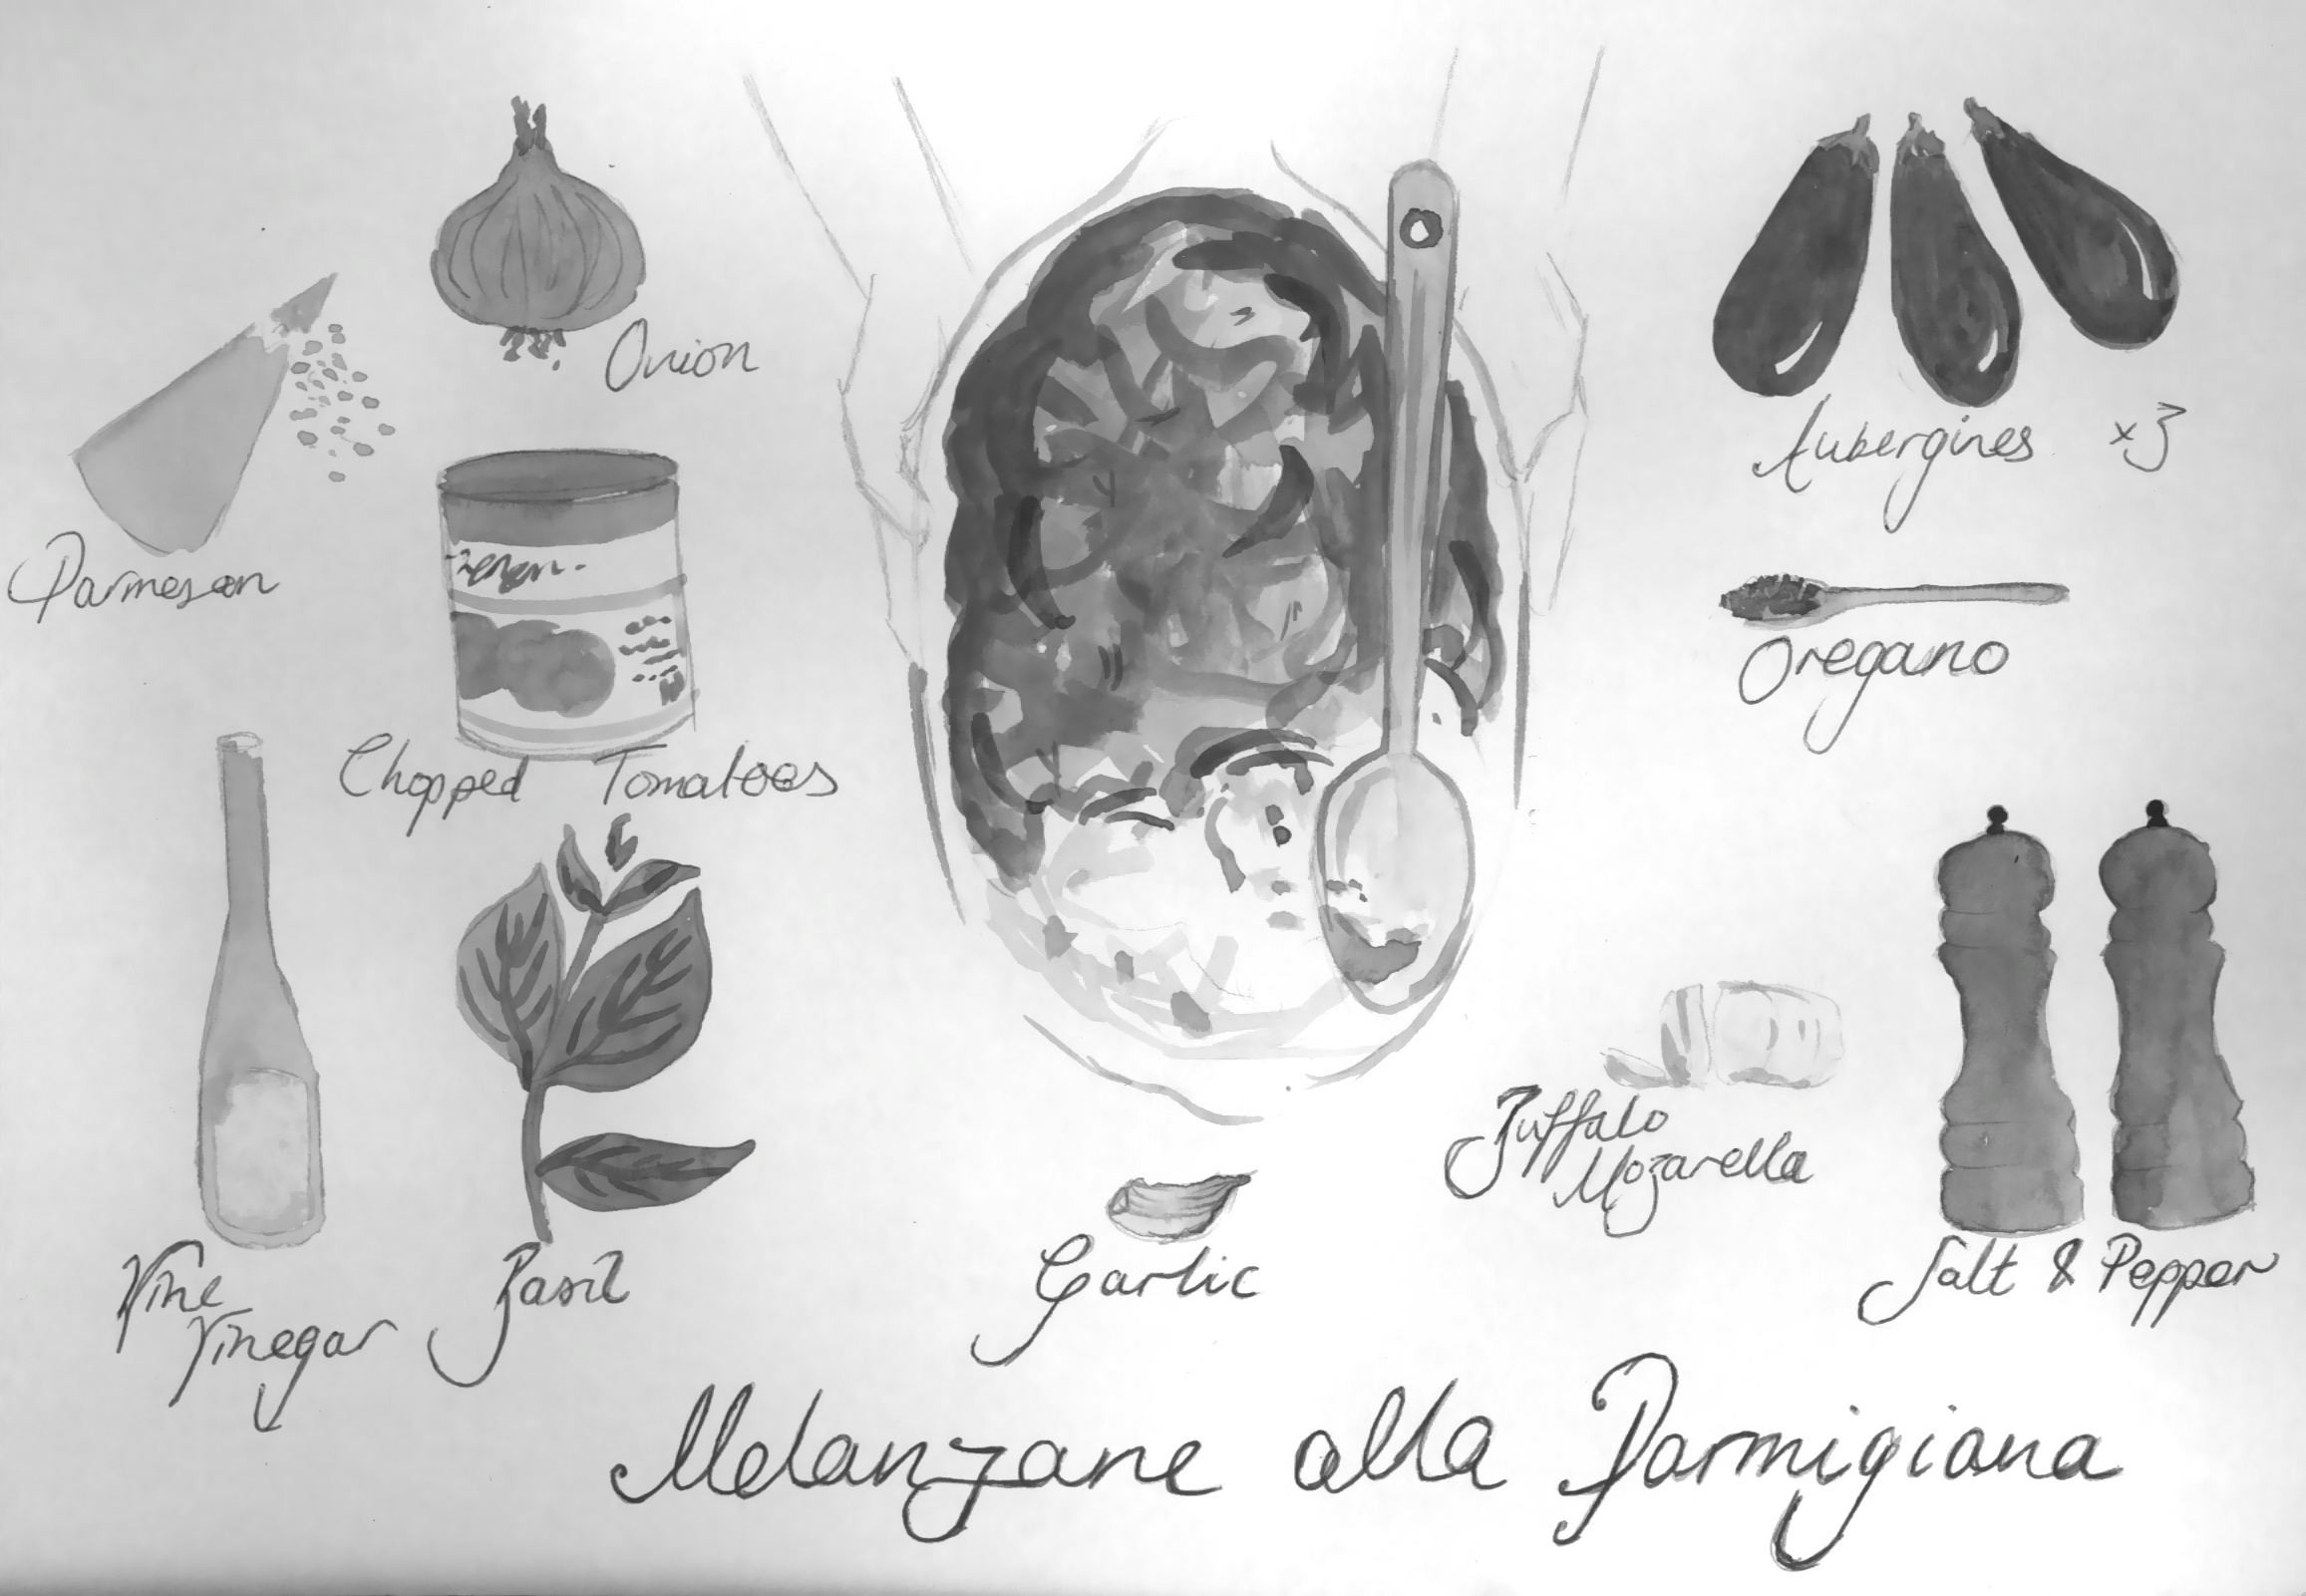 Onion
Parmesan
Chopped Tomatoes
Aubergines x3
Oregano
Buffalo
Mozarella
Wine
Vinegar
Basil
Garlic
Salt & Pepper
Melanzane alla Parmigiana